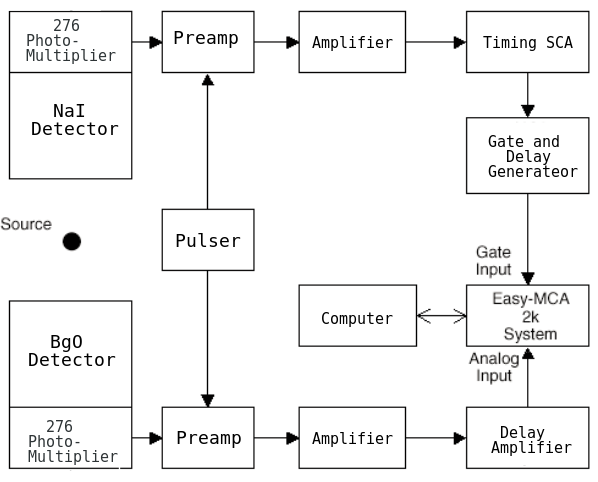 276
Photo-
Multiplier
Preamp
Amplifier
Timing SCA
NaI
Detector
Gate and
Delay
Generateor
Source
Pulser
Gate
Input
Computer
Easy-MCA
2k
System
BgO
Detector
Analog
Input
276
Photo-
Multiplier
Preamp
Amplifier
Delay
Amplifier